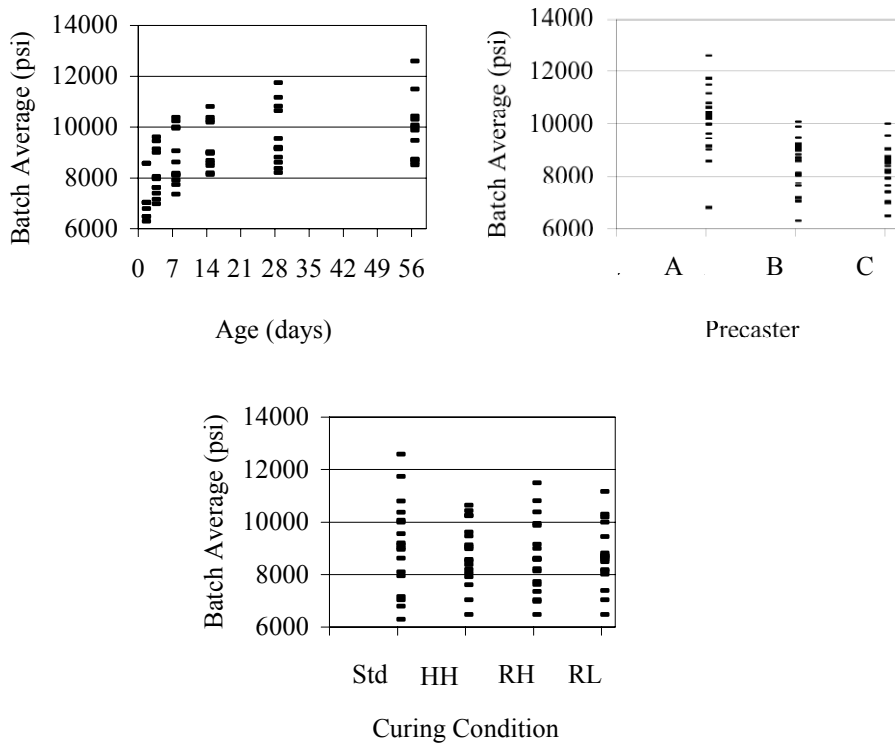 14000
12000
10000
8000
6000
Batch Average (psi)
0 7 14 21 28 35 42 49 56
Age (days)
14000
12000
10000
8000
6000
Batch Average (psi)
A B C
Precaster
14000
12000
10000
8000
6000
Batch Average (psi)
Std HH RH RL
Curing Condition